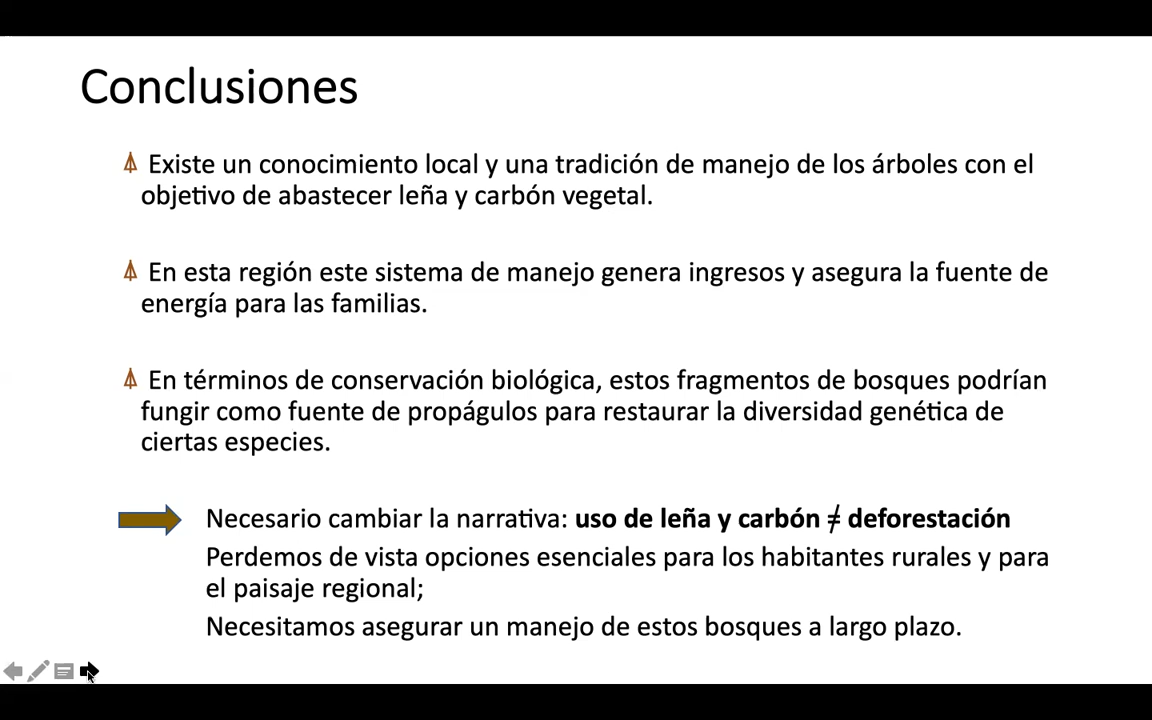 Conclusiones
Existe un conocimiento local y una tradición de manejo de los árboles con el
objetivo de abastecer leña y carbón vegetal.
En esta región este sistema de manejo genera ingresos y asegura la fuente de
energía para las familias.
En términos de conservación biológica, estos fragmentos de bosques podrían
fungir como fuente de propágulos para restaurar la diversidad genética de
ciertas especies.
Necesario cambiar la narrativa: uso de leña y carbón ≠ deforestación
Perdemos de vista opciones esenciales para los habitantes rurales y para
el paisaje regional;
Necesitamos asegurar un manejo de estos bosques a largo plazo.